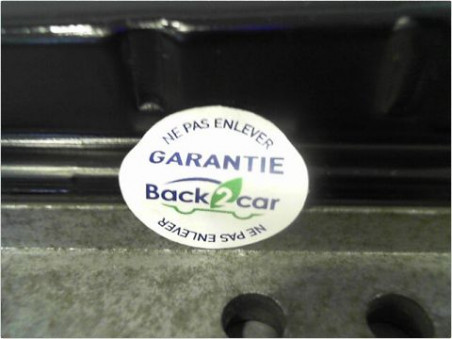 NE PAS ENLEVER
GARANTIE
Back2car
NE PAS ENLEVER